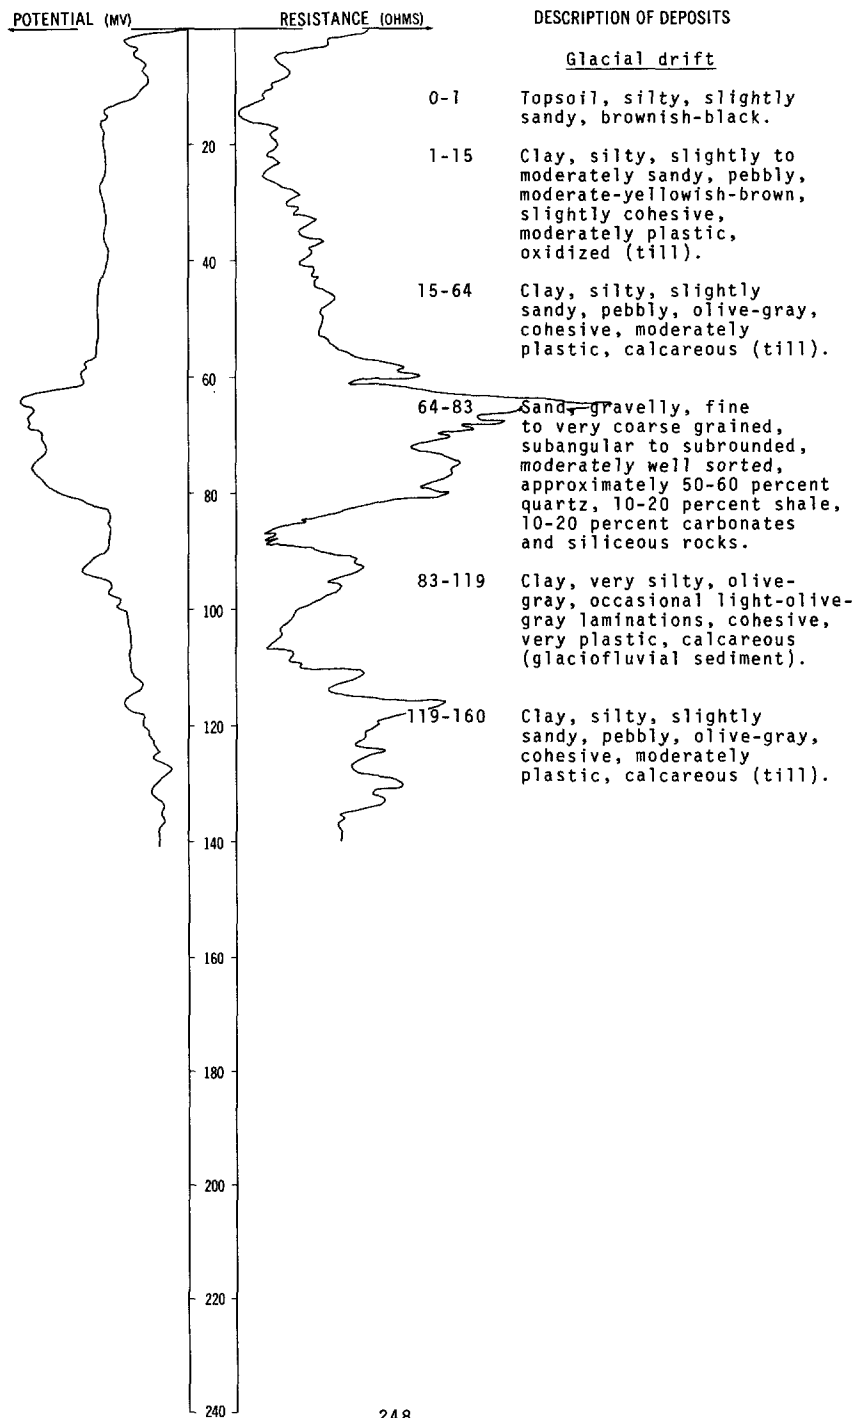 POTENTIAL (MV) RESISTANCE (OHMS) DESCRIPTION OF DEPOSITS
Glacial drift
0-1 Topsoil, silty, slightly
sandy, brownish-black.
20
1-15 Clay, silty, slightly to
moderately sandy, pebbly,
moderate-yellowish-brown,
slightly cohesive,
moderately plastic,
oxidized (till).
40
15-64 Clay, silty, slightly
sandy, pebbly, olive-gray,
cohesive, moderately
plastic, calcareous (till).
60
64-83 Sand, gravelly, fine
to very coarse grained,
subangular to subrounded,
moderately well sorted,
approximately 50-60 percent
80
quartz, 10-20 percent shale,
10-20 percent carbonates
and siliceous rocks.
83-119 Clay, very silty, olive-
gray, occasional light-olive-
100
gray laminations, cohesive,
very plastic, calcareous
(glaciofluvial sediment).
119-160 Clay, silty, slightly
120
sandy, pebbly, olive-gray,
cohesive, moderately
plastic, calcareous (till).
140
160
180
200
220
240
248